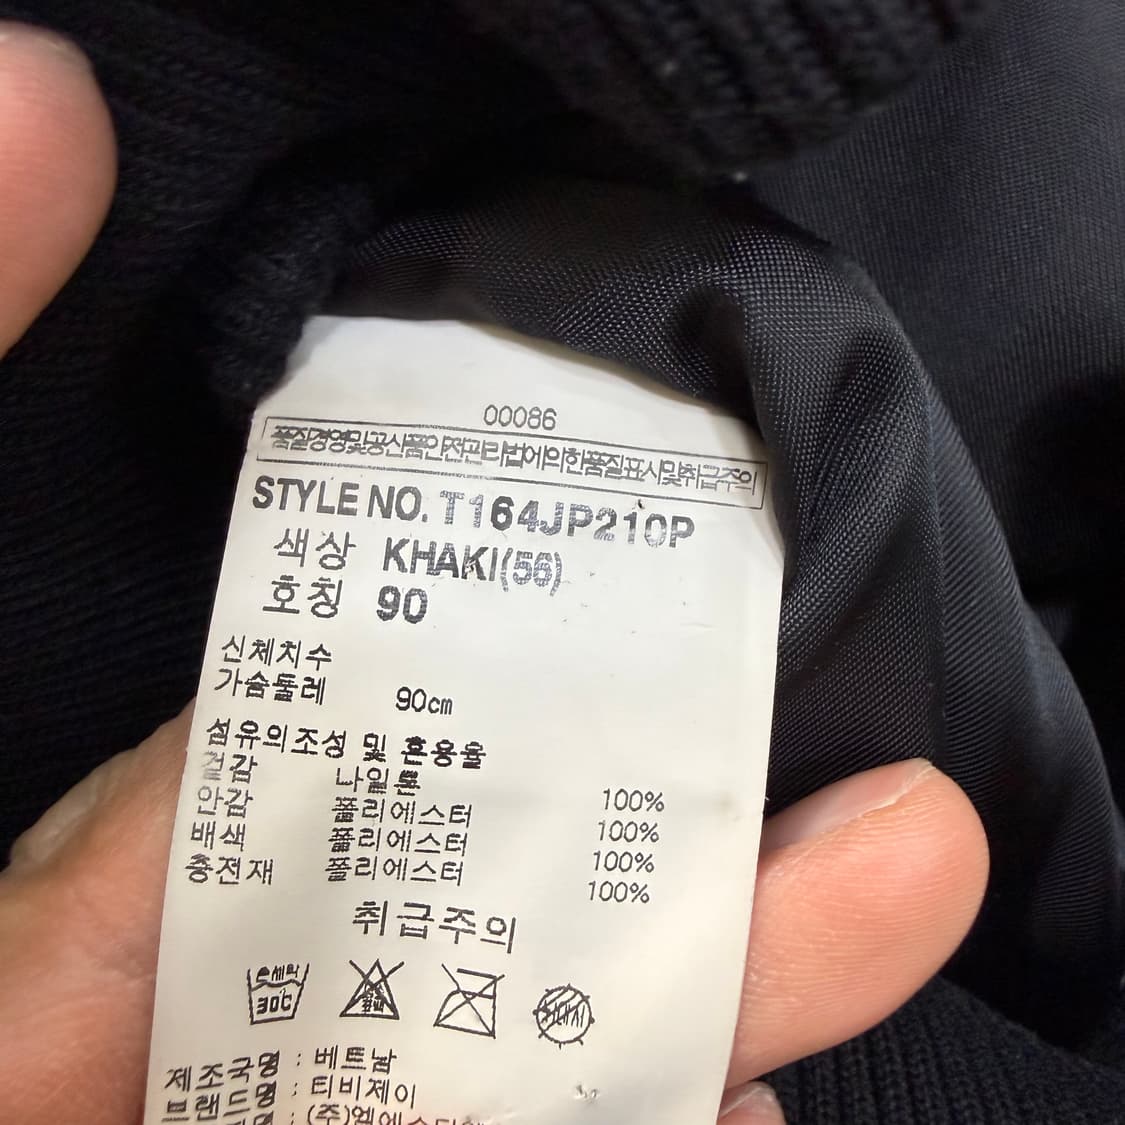 00086
품질경영및공산품안전관리법에의한품질표시및취급주의
STYLE NO. T164JP210P
색상 KHAKI(56)
호칭 90
신체치수
가슴둘레 90cm
섬유의조성 및 혼용율
겉감 나일론 100%
안감 폴리에스터 100%
배색 폴리에스터 100%
충전재 폴리에스터 100%
취급주의
손세탁
30℃
제조국명 : 베트남
브랜드명 : 티비제이